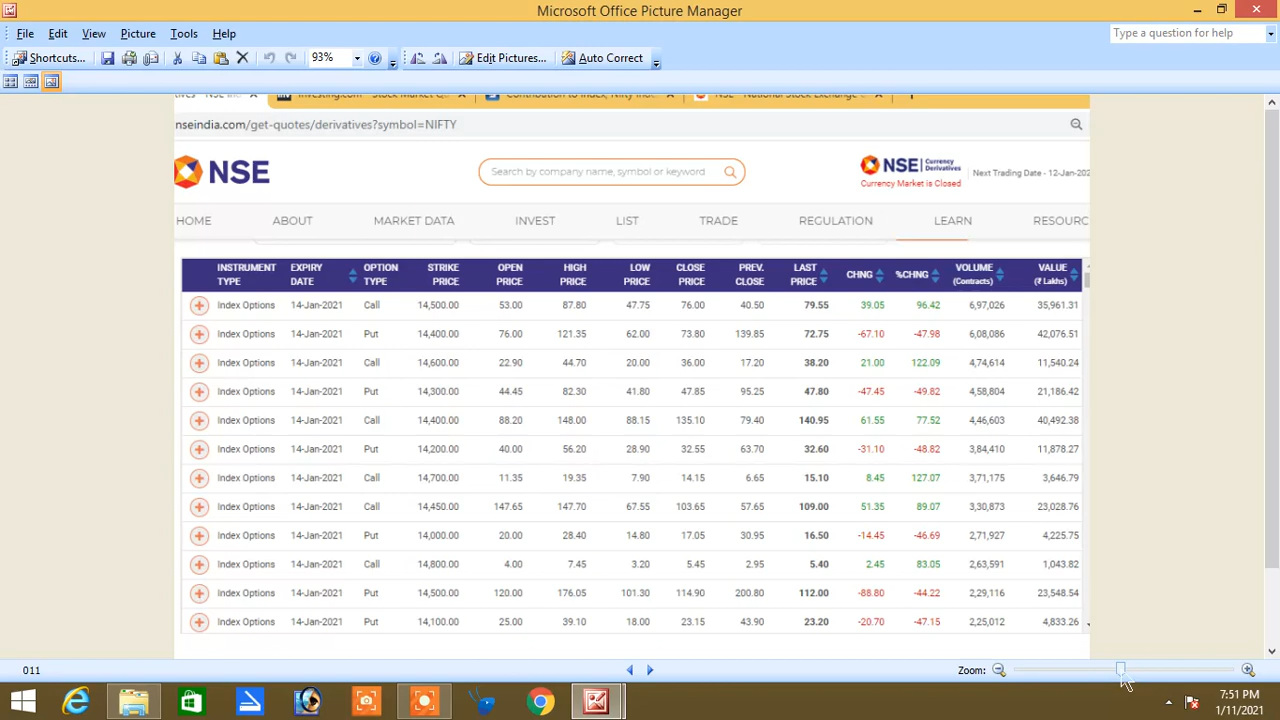 Microsoft Office Picture Manager
File Edit View Picture Tools Help
Type a question for help
Shortcuts... 93% Edit Pictures... Auto Correct
nseindia.com/get-quotes/derivatives?symbol=NIFTY
NSE
Search by company name, symbol or keyword
NSE Currency Derivatives
Currency Market is Closed
Next Trading Date - 12-Jan-202
HOME ABOUT MARKET DATA INVEST LIST TRADE REGULATION LEARN RESOURC
INSTRUMENT TYPE EXPIRY DATE OPTION TYPE STRIKE PRICE OPEN PRICE HIGH PRICE LOW PRICE CLOSE PRICE PREV. CLOSE LAST PRICE CHNG %CHNG VOLUME (Contracts) VALUE (₹ Lakhs)
Index Options 14-Jan-2021 Call 14,500.00 53.00 87.80 47.75 76.00 40.50 79.55 39.05 96.42 6,97,026 35,961.31
Index Options 14-Jan-2021 Put 14,400.00 76.00 121.35 62.00 73.80 139.85 72.75 -67.10 -47.98 6,08,086 42,076.51
Index Options 14-Jan-2021 Call 14,600.00 22.90 44.70 20.00 36.00 17.20 38.20 21.00 122.09 4,74,614 11,540.24
Index Options 14-Jan-2021 Put 14,300.00 44.45 82.30 41.80 47.85 95.25 47.80 -47.45 -49.82 4,58,804 21,186.42
Index Options 14-Jan-2021 Call 14,400.00 88.20 148.00 88.15 135.10 79.40 140.95 61.55 77.52 4,46,603 40,492.38
Index Options 14-Jan-2021 Put 14,200.00 40.00 56.20 28.90 32.55 63.70 32.60 -31.10 -48.82 3,84,410 11,878.27
Index Options 14-Jan-2021 Call 14,700.00 11.35 19.35 7.90 14.15 6.65 15.10 8.45 127.07 3,71,175 3,646.79
Index Options 14-Jan-2021 Call 14,450.00 147.65 147.70 67.55 103.65 57.65 109.00 51.35 89.07 3,30,873 23,028.76
Index Options 14-Jan-2021 Put 14,000.00 20.00 28.40 14.80 17.05 30.95 16.50 -14.45 -46.69 2,71,927 4,225.75
Index Options 14-Jan-2021 Call 14,800.00 4.00 7.45 3.20 5.45 2.95 5.40 2.45 83.05 2,63,591 1,043.82
Index Options 14-Jan-2021 Put 14,500.00 120.00 176.05 101.30 114.90 200.80 112.00 -88.80 -44.22 2,29,116 23,548.54
Index Options 14-Jan-2021 Put 14,100.00 25.00 39.10 18.00 23.15 43.90 23.20 -20.70 -47.15 2,25,012 4,833.26
011
Zoom:
7:51 PM
1/11/2021